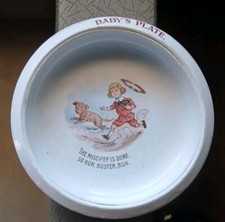 BABY'S PLATE.
THE MISCHIEF IS DONE.
SO RUN. BUSTER, RUN.